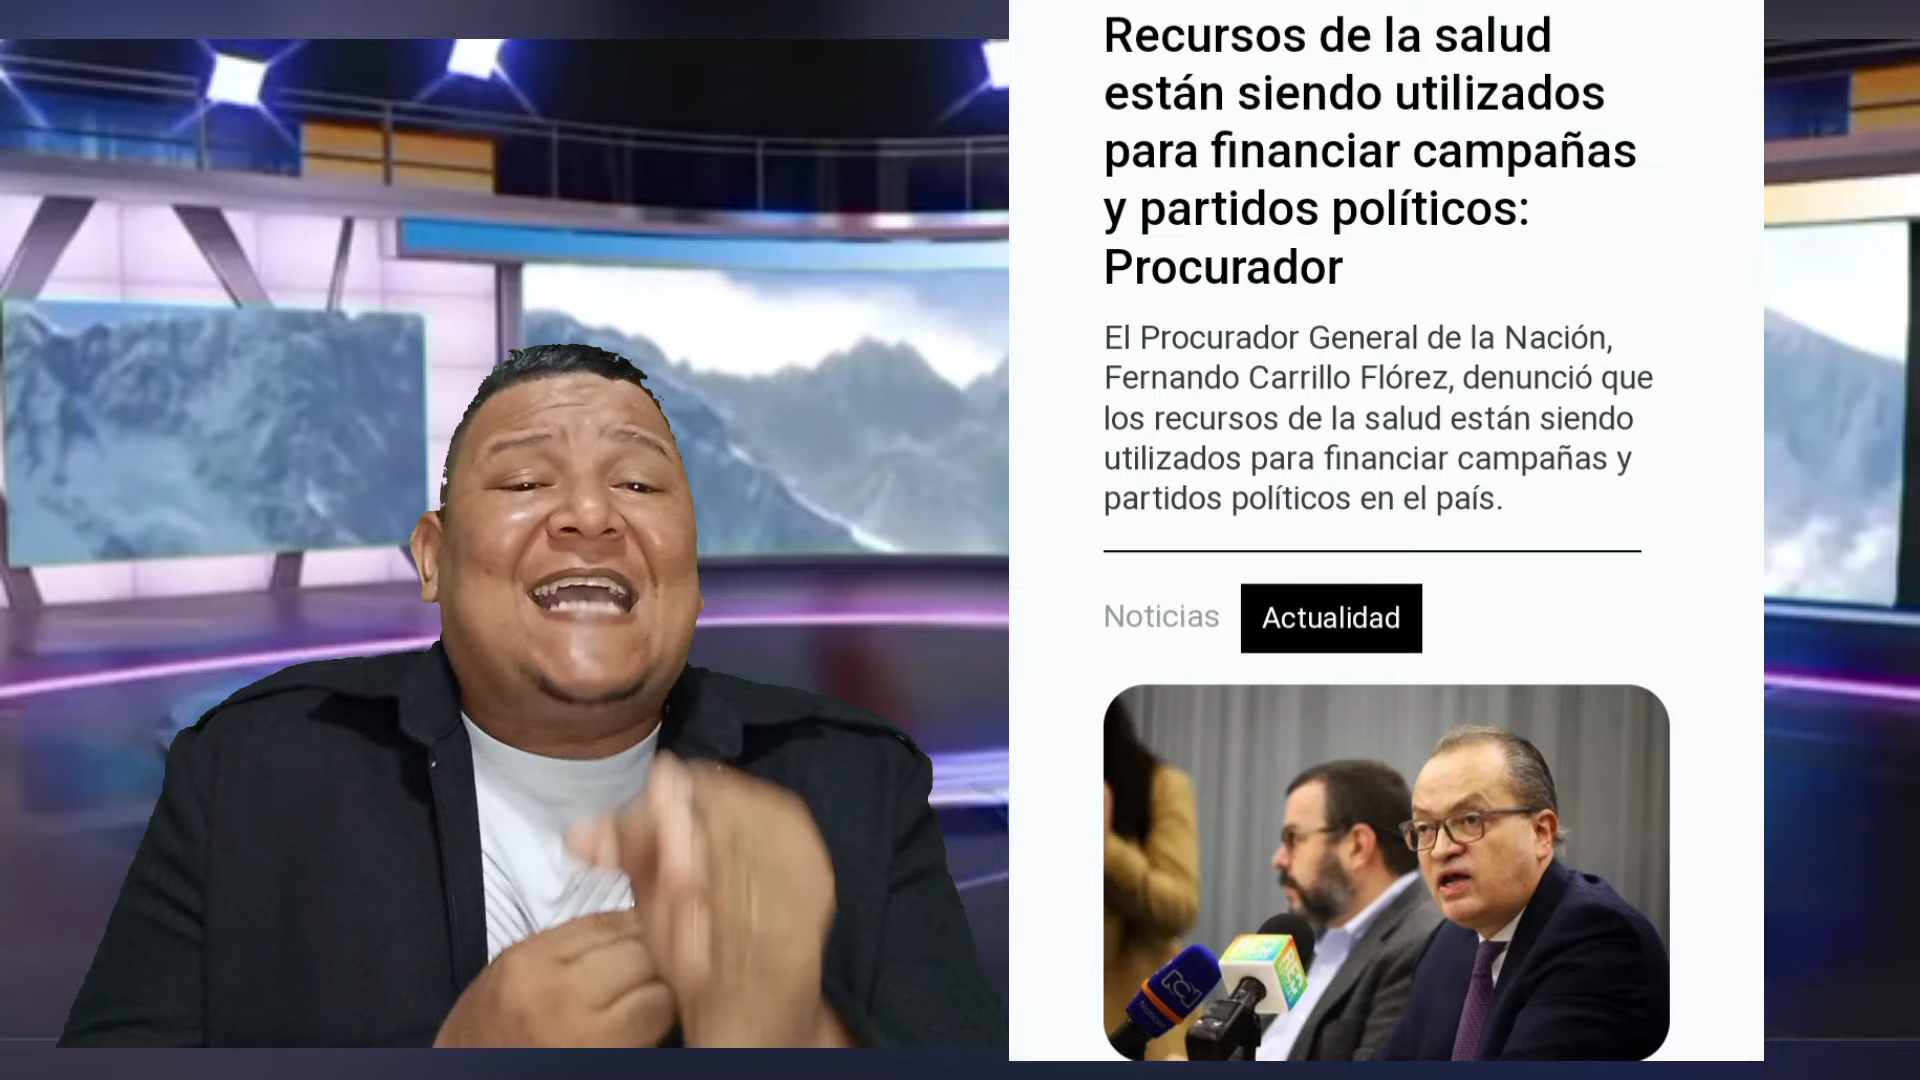 Recursos de la salud
están siendo utilizados
para financiar campañas
y partidos políticos:
Procurador
El Procurador General de la Nación,
Fernando Carrillo Flórez, denunció que
los recursos de la salud están siendo
utilizados para financiar campañas y
partidos políticos en el país.
Noticias Actualidad